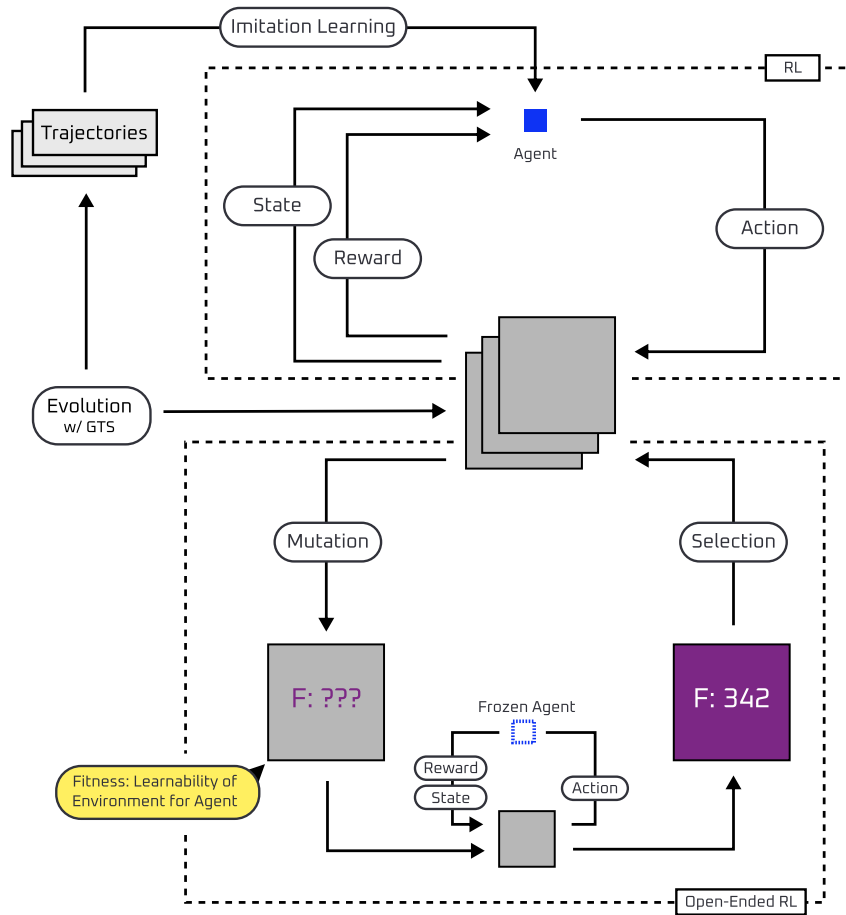 Imitation Learning
RL
Trajectories
Agent
State
Action
Reward
Evolution
w/ GTS
Mutation
Selection
F: ???
F: 342
Frozen Agent
Reward
State
Action
Fitness: Learnability of
Environment for Agent
Open-Ended RL